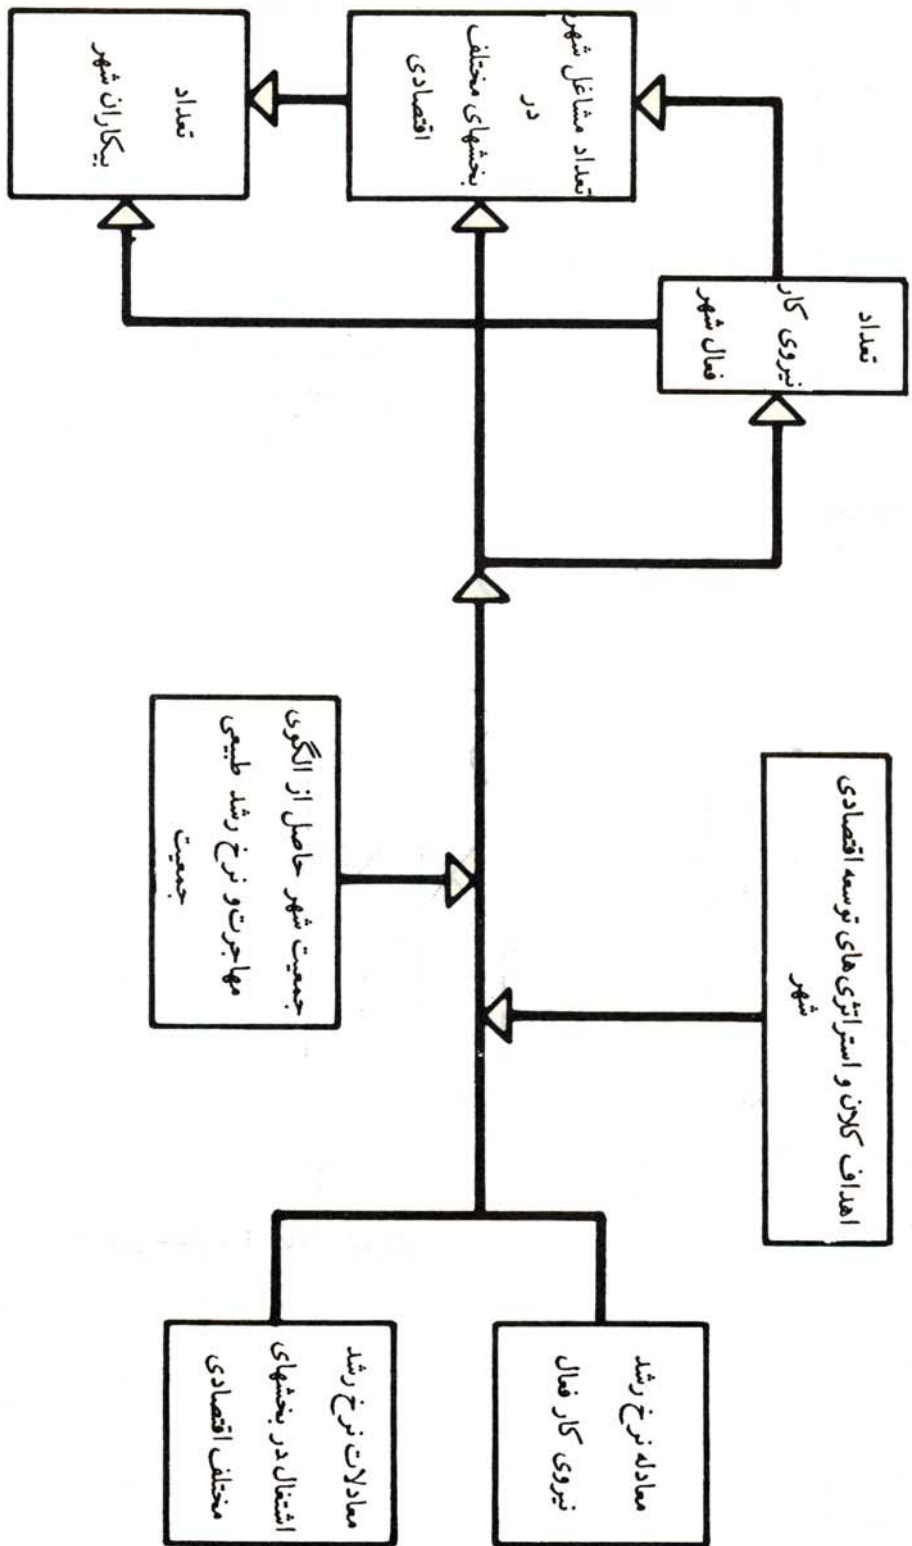 معادله نرخ رشد
نیروی کار فعال
معادلات نرخ رشد
اشتغال در بخشهای
مختلف اقتصادی
اهداف کلان و استراتژی‌های توسعه اقتصادی
شهر
جمعیت شهر حاصل از الگوی
مهاجرت و نرخ رشد طبیعی
جمعیت
تعداد
نیروی کار
فعال شهر
تعداد مشاغل شهر
در
بخشهای مختلف
اقتصادی
تعداد
بیکاران شهر